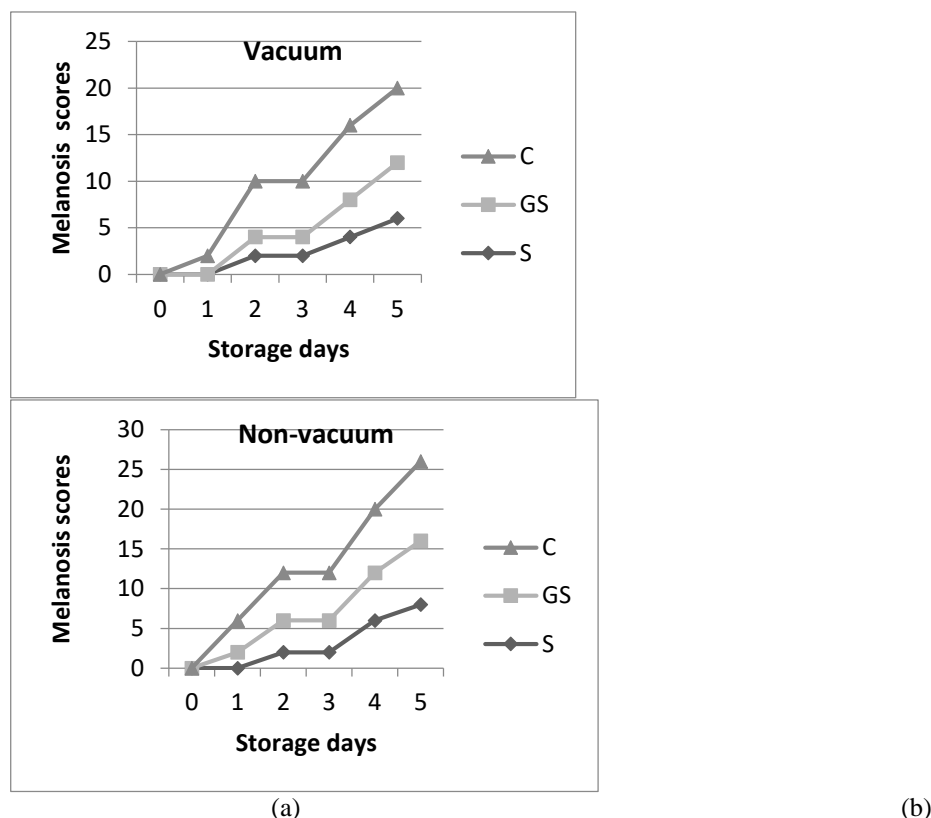 Vacuum
Melanosis scores
25
20
15
10
5
0
0 1 2 3 4 5
Storage days
C
GS
S
Non-vacuum
Melanosis scores
30
25
20
15
10
5
0
0 1 2 3 4 5
Storage days
C
GS
S
(a) (b)